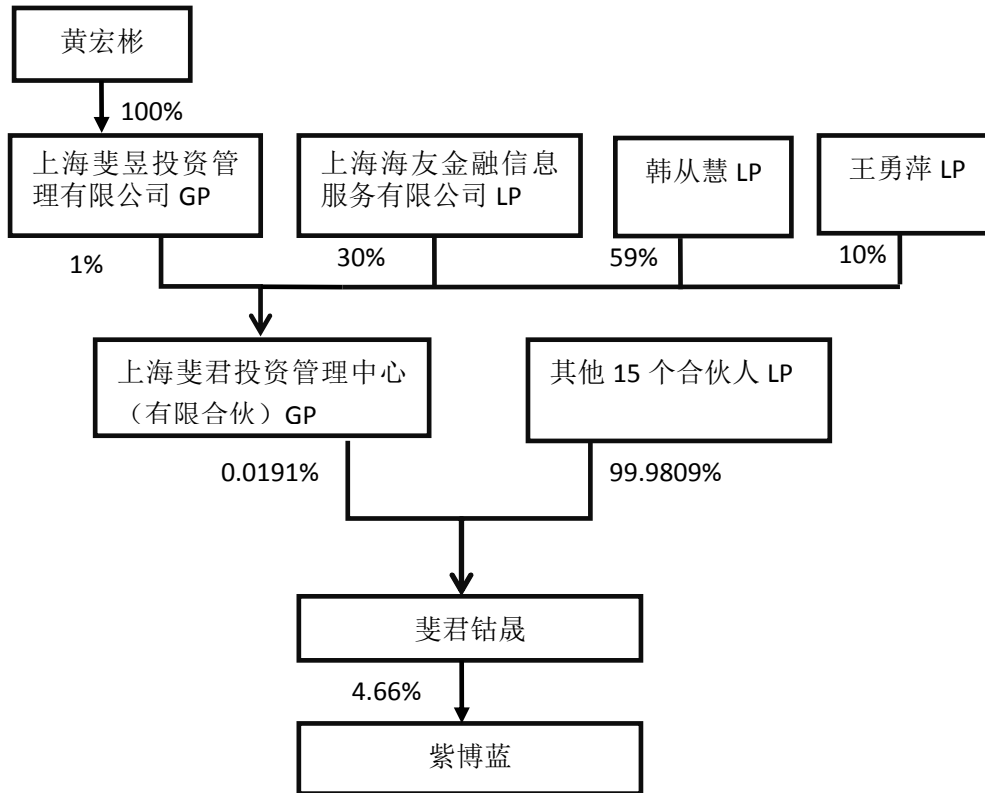 黄宏彬
100%
上海斐昱投资管
理有限公司 GP
上海海友金融信息
服务有限公司 LP
韩从慧 LP
王勇萍 LP
1%
30%
59%
10%
上海斐君投资管理中心
（有限合伙）GP
其他 15 个合伙人 LP
0.0191%
99.9809%
斐君钴晟
4.66%
紫博蓝